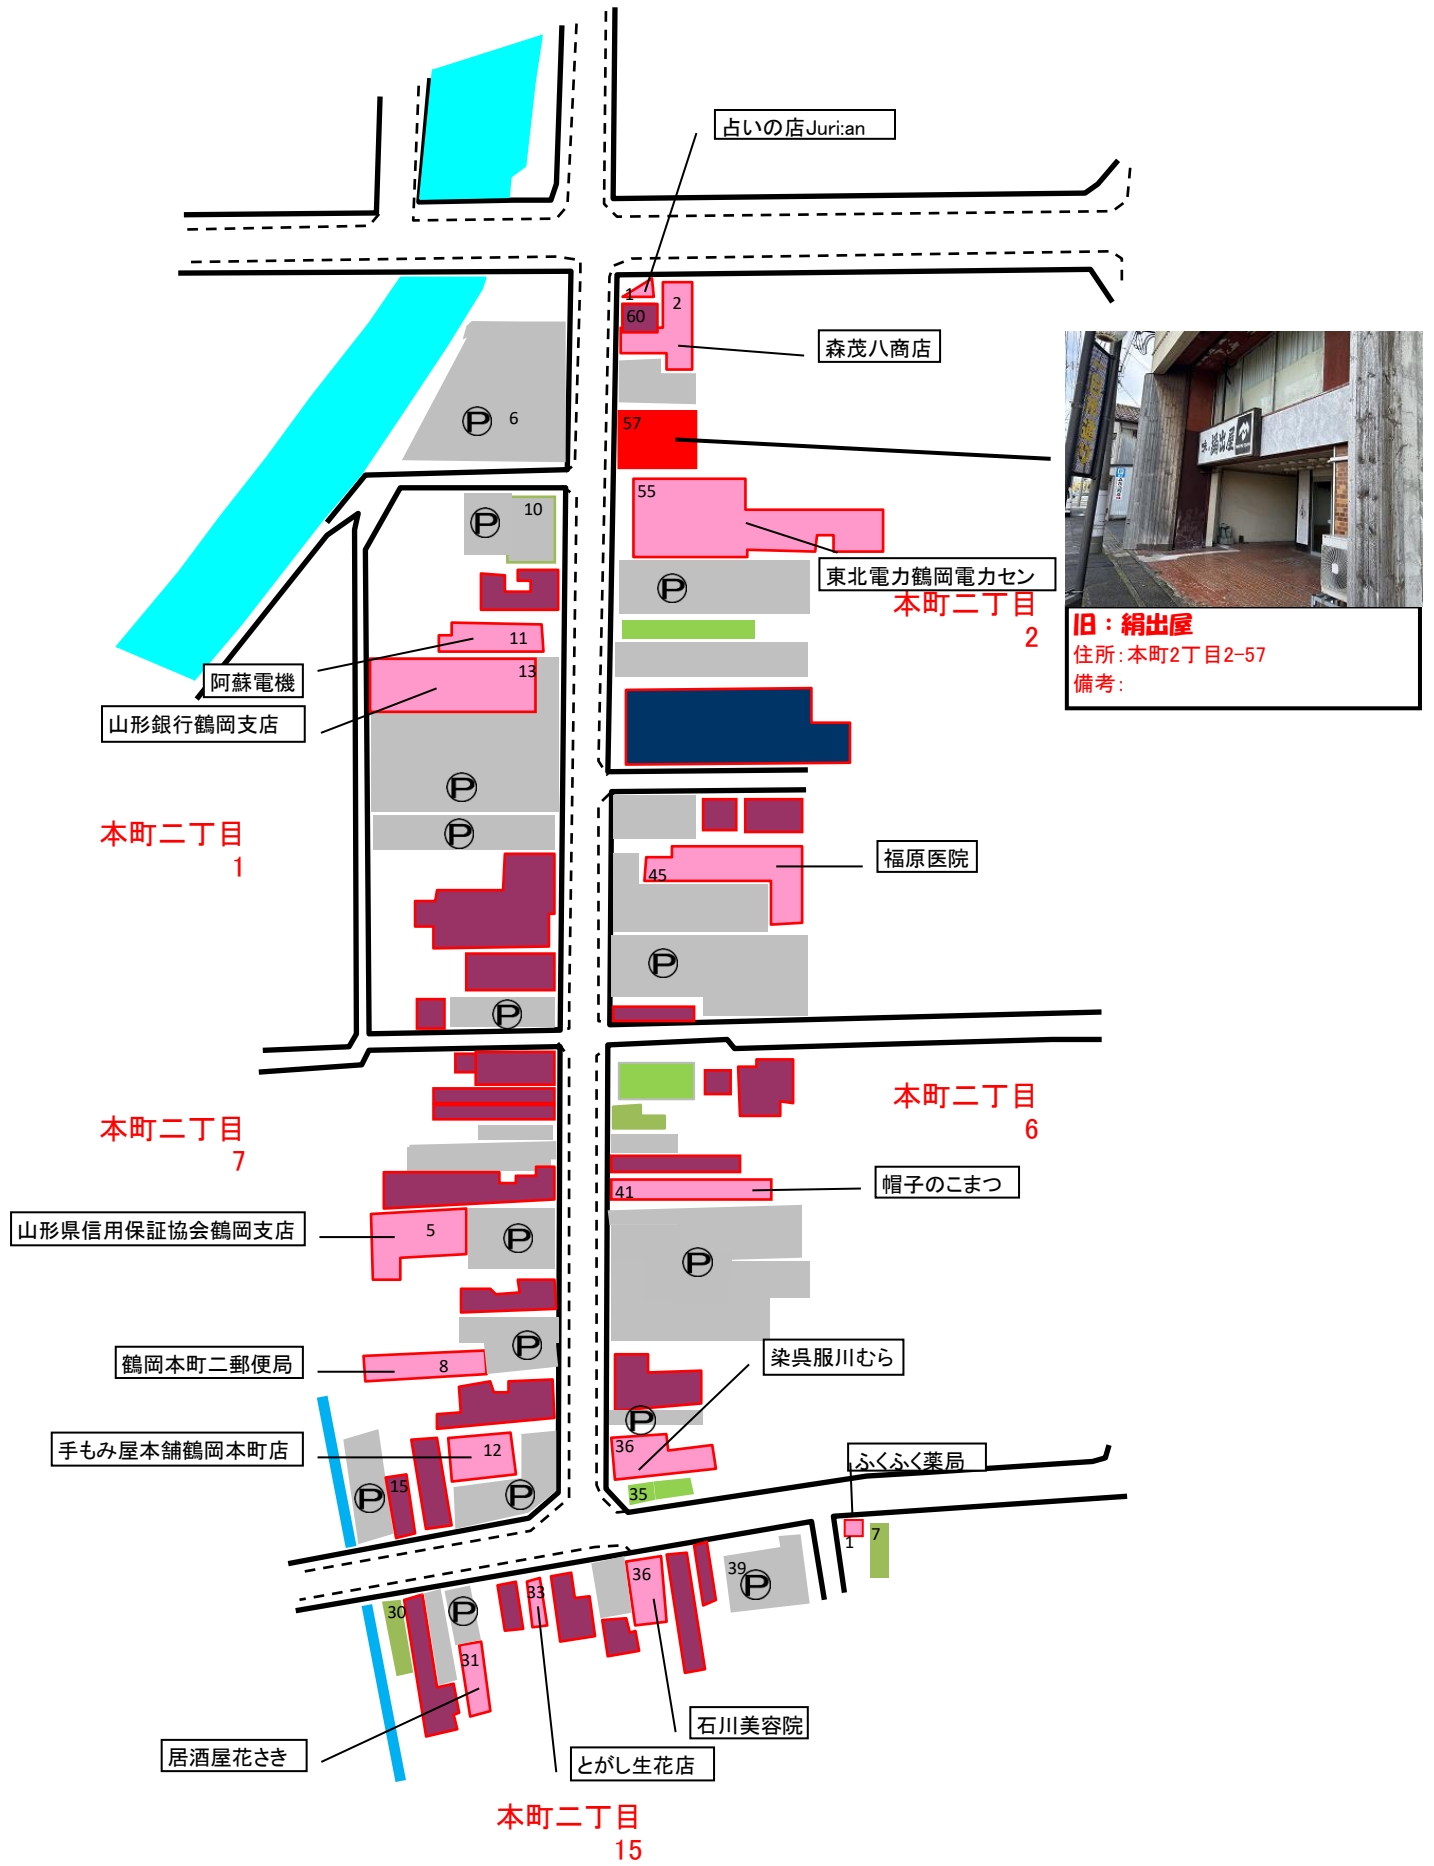 占いの店Juri:an
1
2
60
森茂八商店
P
6
57
55
10
P
東北電力鶴岡電力セン
P
本町二丁目
2
味の絹出屋
旧：絹出屋
住所：本町2丁目2-57
備考：
11
13
阿蘇電機
山形銀行鶴岡支店
P
P
本町二丁目
1
福原医院
45
P
P
本町二丁目
6
本町二丁目
7
帽子のこまつ
41
山形県信用保証協会鶴岡支店
5
P
P
P
鶴岡本町二郵便局
8
染呉服川むら
P
手もみ屋本舗鶴岡本町店
12
36
ふくふく薬局
15
P
P
35
1
7
33
36
39
P
30
P
31
石川美容院
居酒屋花さき
とがし生花店
本町二丁目
15